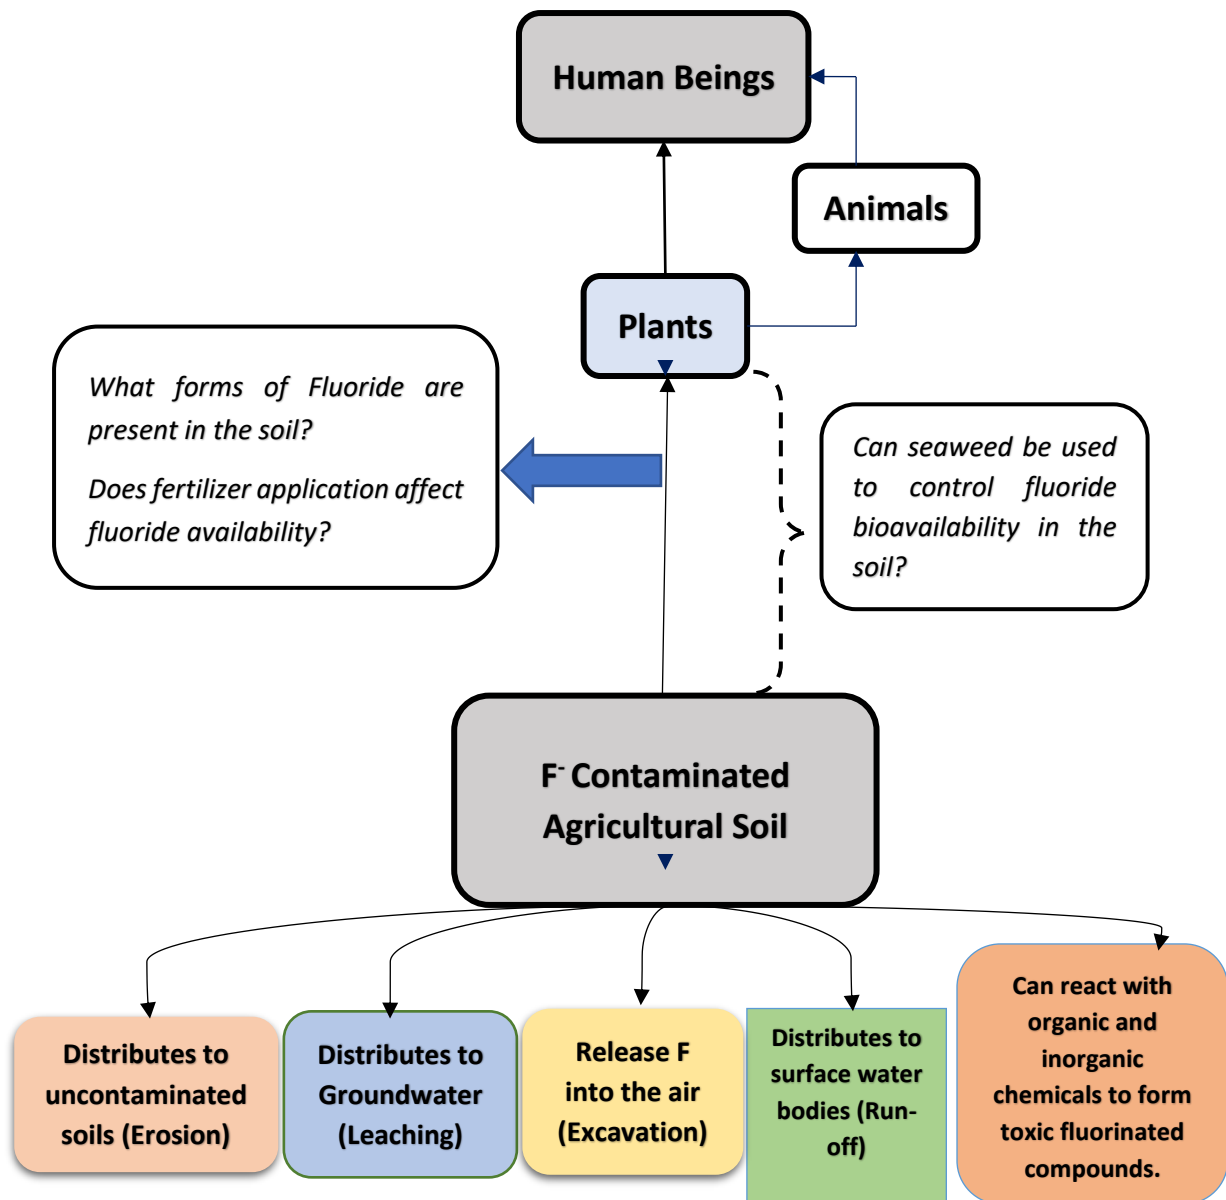 Human Beings
Animals
Plants
What forms of Fluoride are
present in the soil?
Does fertilizer application affect
fluoride availability?
Can seaweed be used
to control fluoride
bioavailability in the
soil?
F⁻ Contaminated
Agricultural Soil
Distributes to
uncontaminated
soils (Erosion)
Distributes to
Groundwater
(Leaching)
Release F
into the air
(Excavation)
Distributes to
surface water
bodies (Run-
off)
Can react with
organic and
inorganic
chemicals to form
toxic fluorinated
compounds.